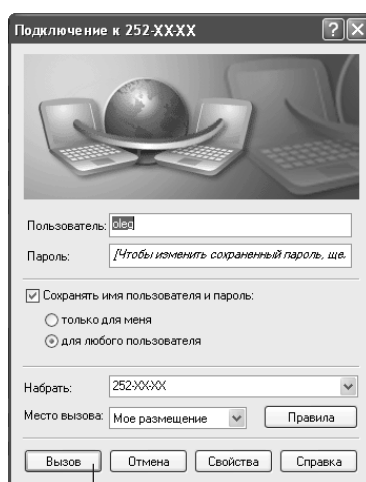 Подключение к 252-XX-XX
Пользователь: oleg
Пароль: [Чтобы изменить сохраненный пароль, ще.
Сохранять имя пользователя и пароль:
только для меня
для любого пользователя
Набрать: 252-XX-XX
Место вызова: Мое размещение Правила
Вызов Отмена Свойства Справка